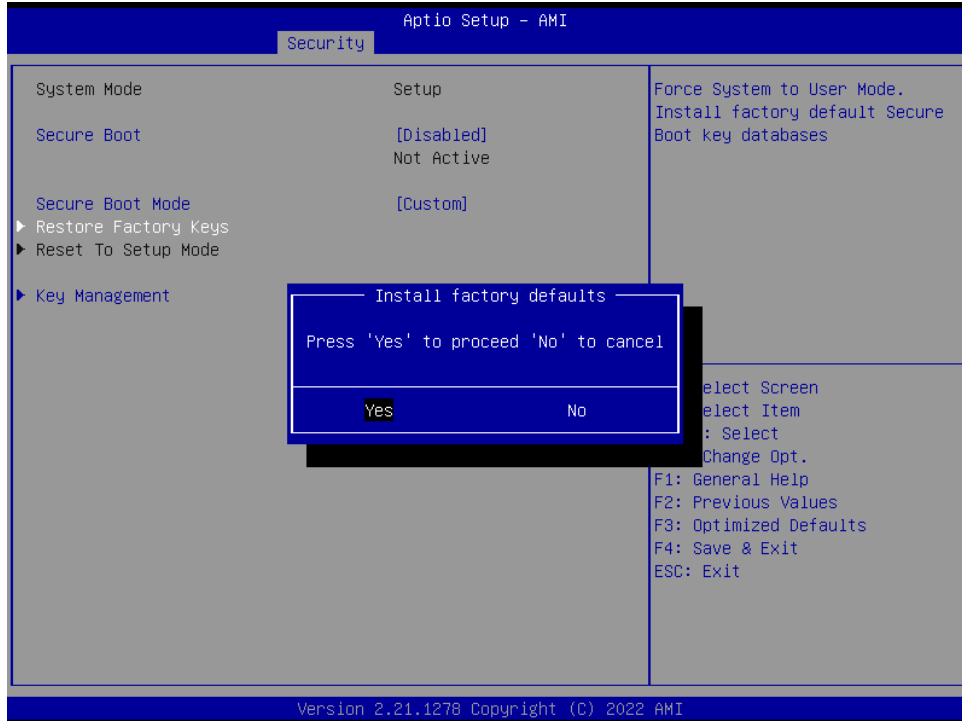 Aptio Setup – AMI
Security
System Mode Setup
Secure Boot [Disabled]
Not Active
Secure Boot Mode [Custom]
Restore Factory Keys
Reset To Setup Mode
Key Management
Force System to User Mode.
Install factory default Secure
Boot key databases
Install factory defaults
Press 'Yes' to proceed 'No' to cancel
Yes No
elect Screen
elect Item
: Select
Change Opt.
F1: General Help
F2: Previous Values
F3: Optimized Defaults
F4: Save & Exit
ESC: Exit
Version 2.21.1278 Copyright (C) 2022 AMI